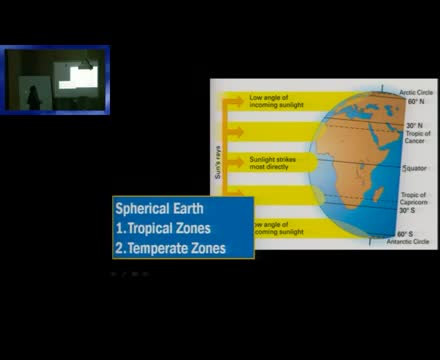 Arctic Circle
Low angle of
incoming sunlight
60° N
30° N
Tropic of
Cancer
Sun's rays
Sunlight strikes
most directly
Equator
Tropic of
Capricorn
30° S
Spherical Earth
1.Tropical Zones
2.Temperate Zones
Low angle of
incoming sunlight
60° S
Antarctic Circle